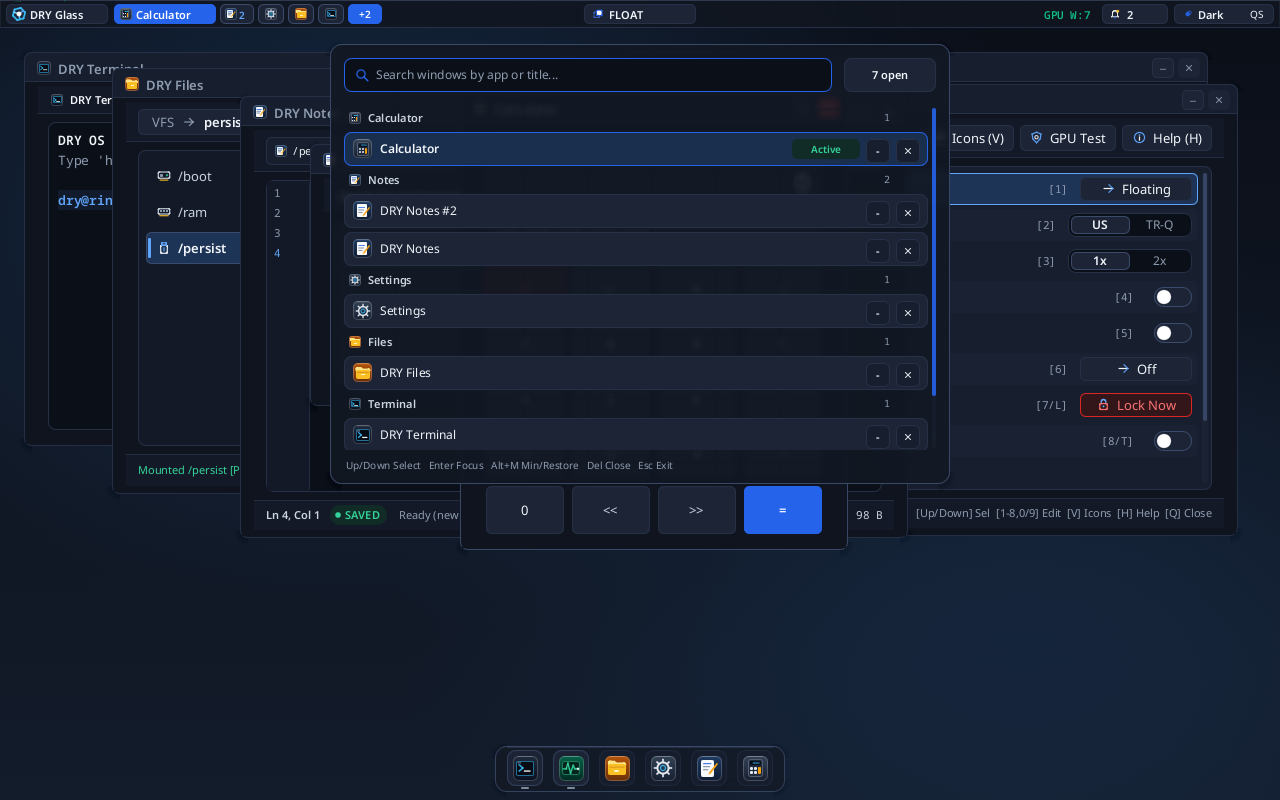 DRY Glass
Calculator
2
+2
FLOAT
GPU W:7
2
Dark
QS
DRY Terminal
DRY Ter
DRY OS
Type 'h
dry@rin
DRY Files
VFS → persis
/boot
/ram
/persist
Mounted /persist [P
DRY Note
/pe
1
2
3
4
Ln 4, Col 1
SAVED
Ready (new
98 B
Search windows by app or title...
7 open
Calculator 1
Calculator Active - ×
Notes 2
DRY Notes #2 - ×
DRY Notes - ×
Settings 1
Settings - ×
Files 1
DRY Files - ×
Terminal 1
DRY Terminal - ×
Up/Down Select Enter Focus Alt+M Min/Restore Del Close Esc Exit
0 << >> =
– ×
– ×
Icons (V)
GPU Test
Help (H)
[1] → Floating
[2] US TR-Q
[3] 1x 2x
[4]
[5]
[6] → Off
[7/L] Lock Now
[8/T]
[Up/Down] Sel [1-8,0/9] Edit [V] Icons [H] Help [Q] Close